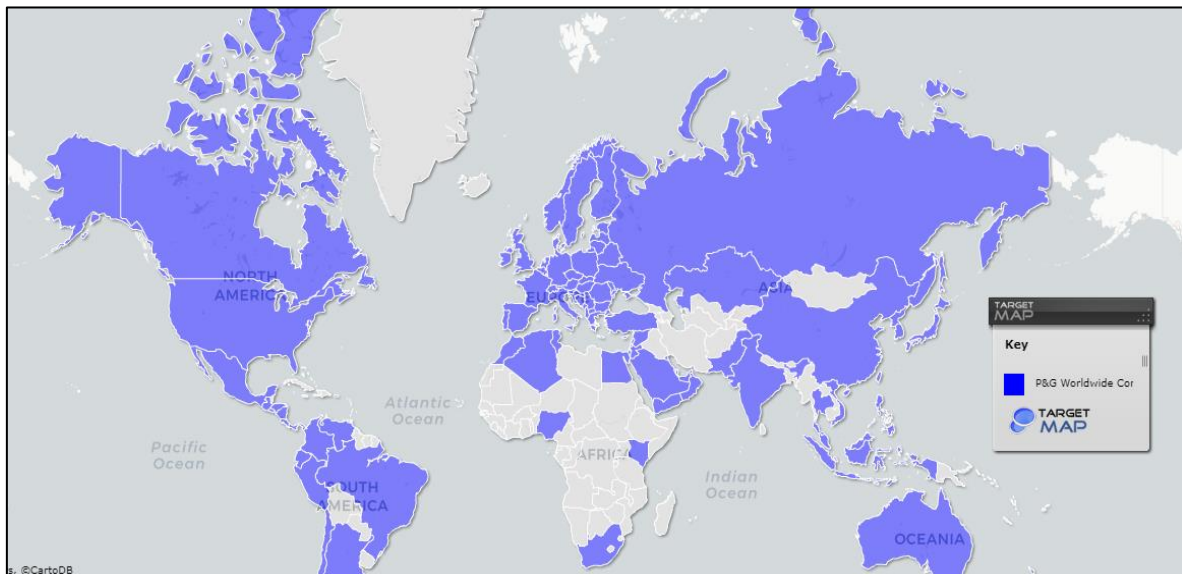 NORTH
AMERICA
EUROPE
ASIA
Atlantic
Ocean
Pacific
Ocean
AFRICA
Indian
Ocean
SOUTH
AMERICA
OCEANIA
TARGET
MAP
Key
P&G Worldwide Cor
TARGET
MAP
s, ©CartoDB